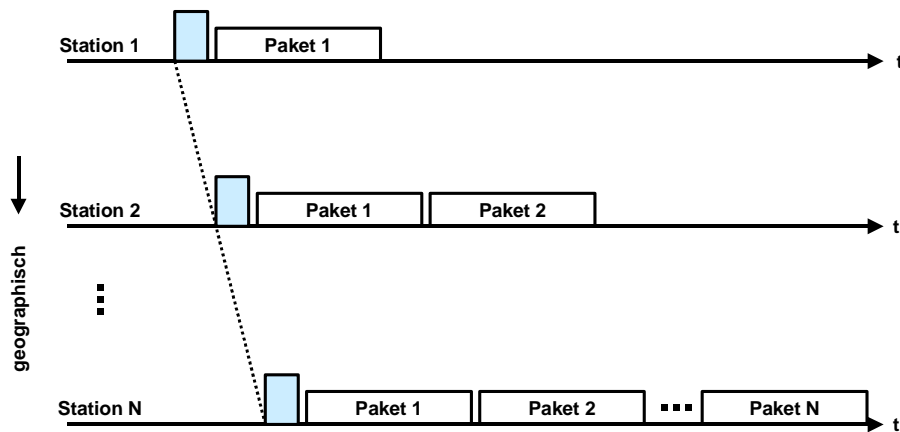 Station 1
Paket 1
t
Station 2
Paket 1 Paket 2
t
geographisch
Station N
Paket 1 Paket 2 Paket N
t